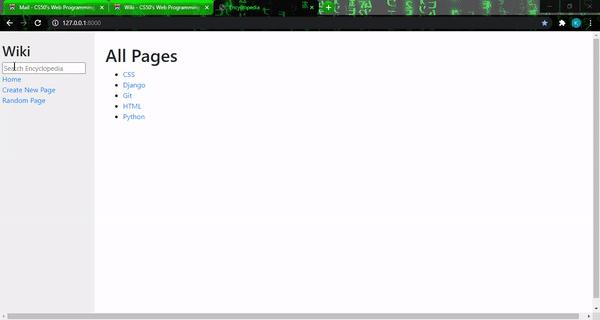 Mail - CS50's Web Programming
Wiki - CS50's Web Programming
Encyclopedia
127.0.0.1:8000
K
Wiki
Search Encyclopedia
Home
Create New Page
Random Page
All Pages
CSS
Django
Git
HTML
Python